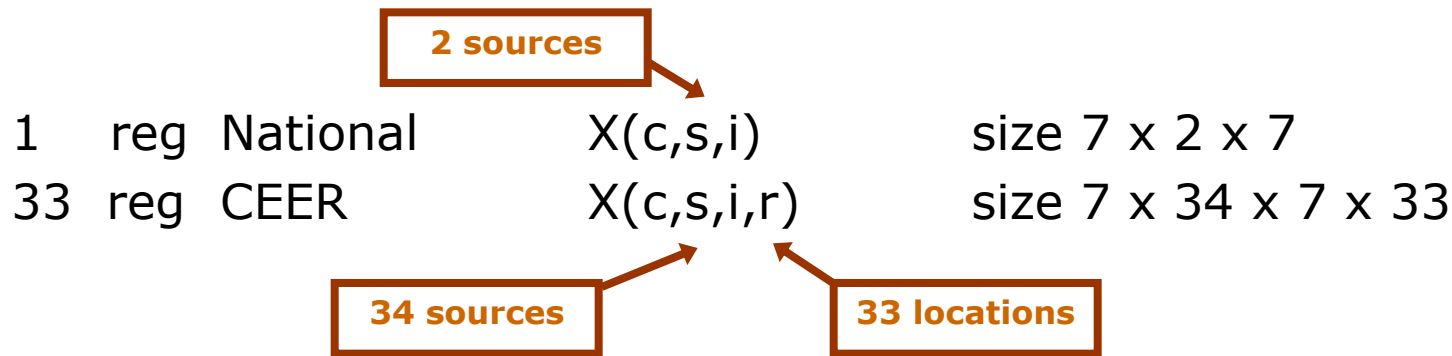 2 sources
1 reg National X(c,s,i) size 7 x 2 x 7
33 reg CEER X(c,s,i,r) size 7 x 34 x 7 x 33
34 sources 33 locations